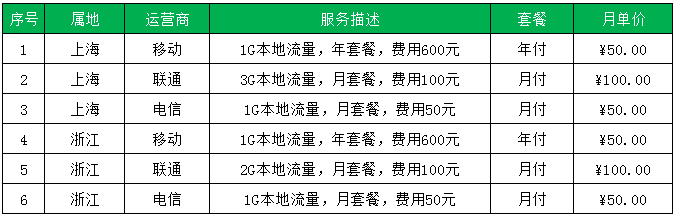 序号 属地 运营商 服务描述 套餐 月单价
1 上海 移动 1G本地流量，年套餐，费用600元 年付 ¥50.00
2 上海 联通 3G本地流量，月套餐，费用100元 月付 ¥100.00
3 上海 电信 1G本地流量，月套餐，费用50元 月付 ¥50.00
4 浙江 移动 1G本地流量，年套餐，费用600元 年付 ¥50.00
5 浙江 联通 2G本地流量，月套餐，费用100元 月付 ¥100.00
6 浙江 电信 1G本地流量，月套餐，费用50元 月付 ¥50.00